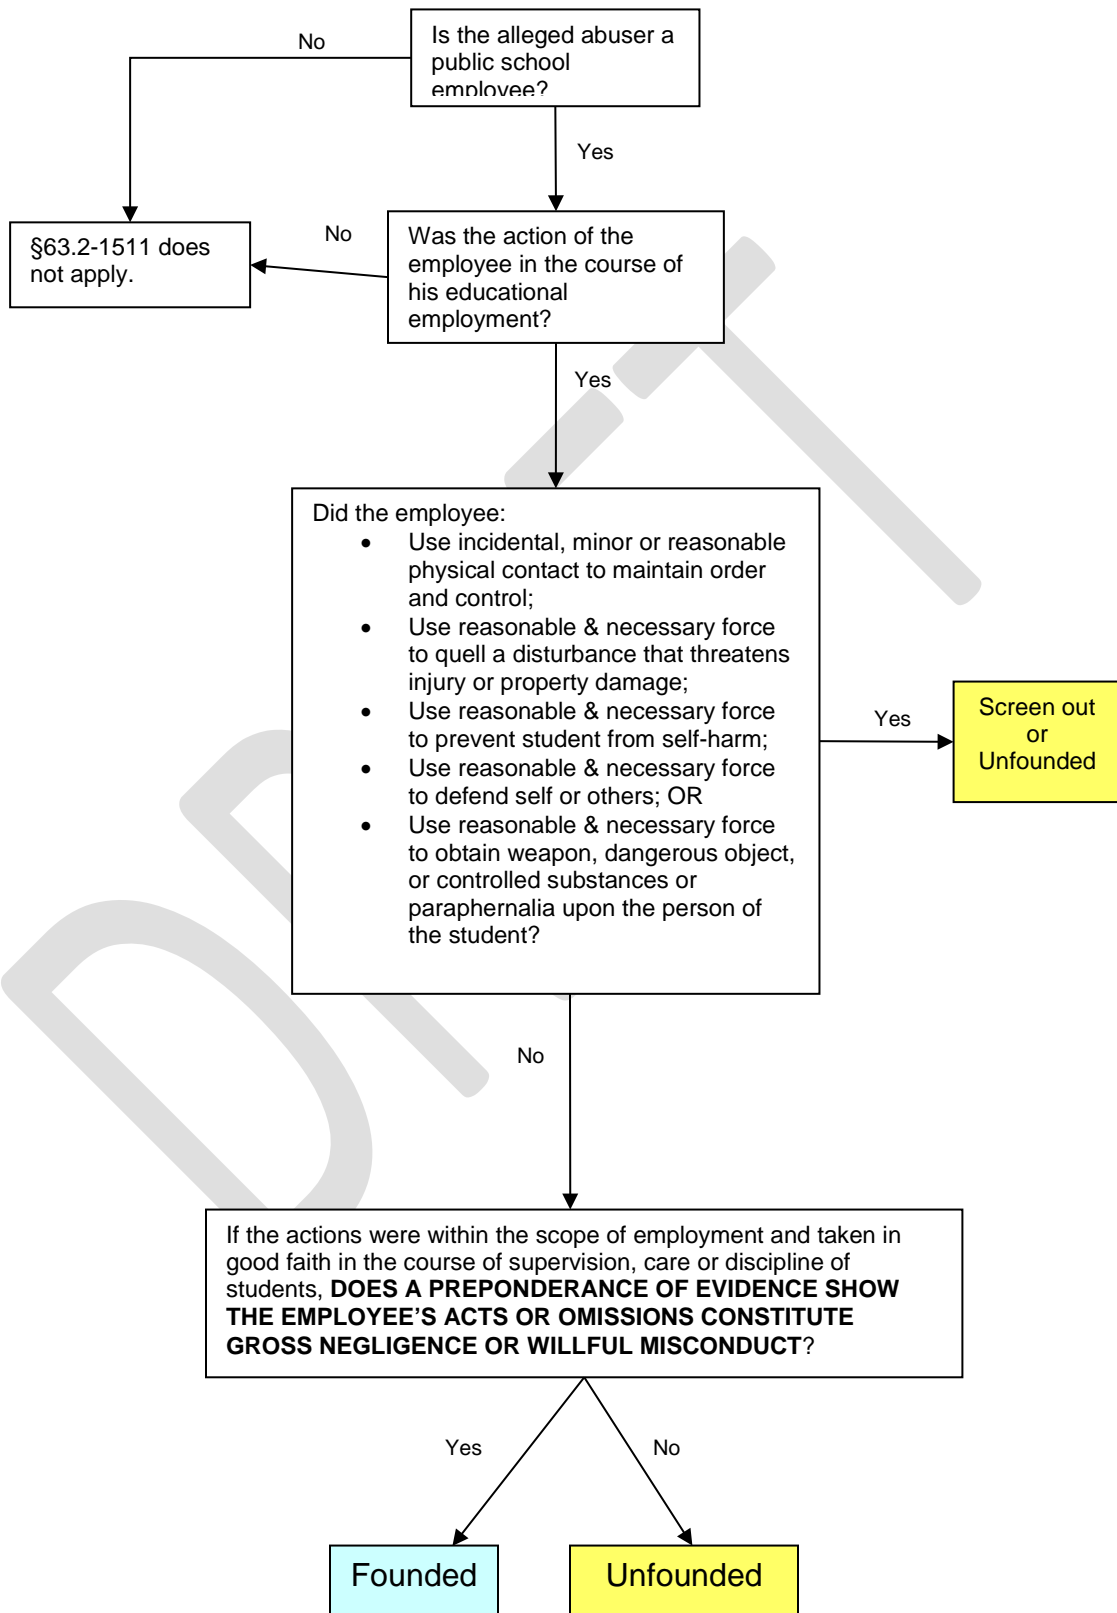 Is the alleged abuser a
public school
employee?
No
Yes
§63.2-1511 does
not apply.
No
Was the action of the
employee in the course of
his educational
employment?
Yes
Did the employee:
• Use incidental, minor or reasonable
physical contact to maintain order
and control;
• Use reasonable & necessary force
to quell a disturbance that threatens
injury or property damage;
• Use reasonable & necessary force
to prevent student from self-harm;
• Use reasonable & necessary force
to defend self or others; OR
• Use reasonable & necessary force
to obtain weapon, dangerous object,
or controlled substances or
paraphernalia upon the person of
the student?
Yes
Screen out
or
Unfounded
No
If the actions were within the scope of employment and taken in
good faith in the course of supervision, care or discipline of
students, DOES A PREPONDERANCE OF EVIDENCE SHOW
THE EMPLOYEE'S ACTS OR OMISSIONS CONSTITUTE
GROSS NEGLIGENCE OR WILLFUL MISCONDUCT?
Yes
No
Founded
Unfounded
DRAFT